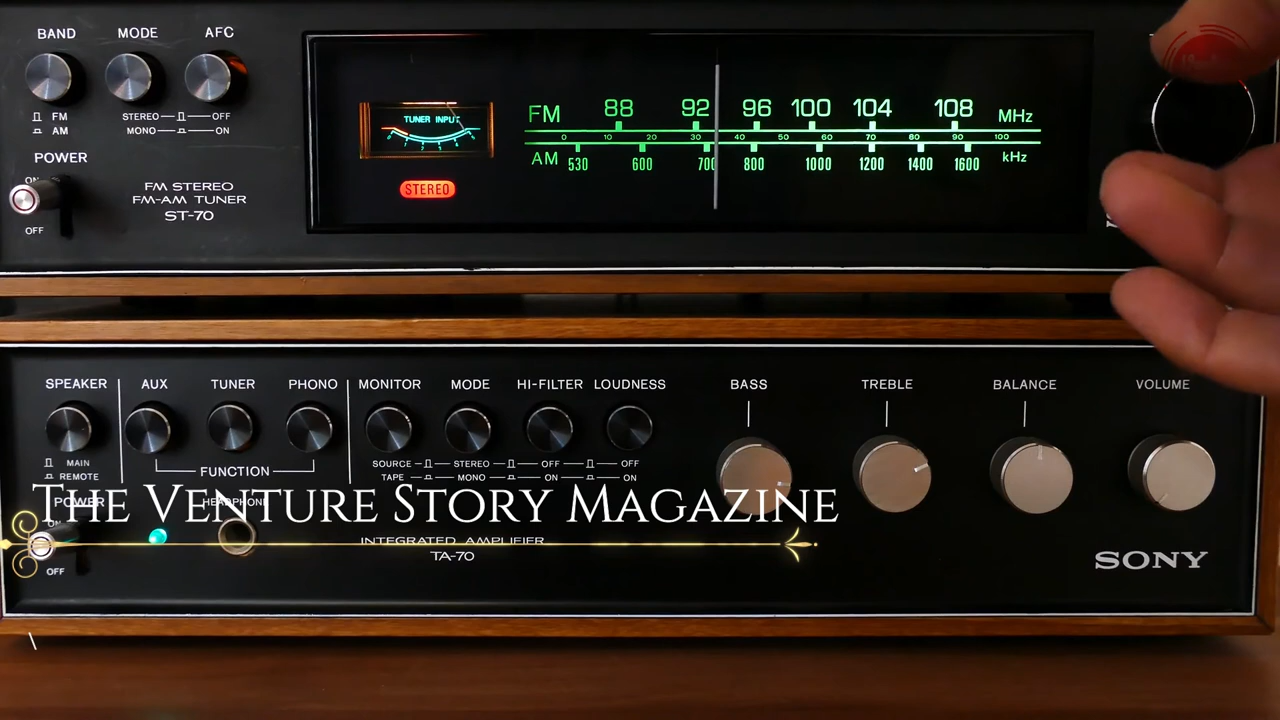 BAND MODE AFC
FM 88 92 96 100 104 108 MHz
0 10 20 30 40 50 60 70 80 90 100
AM 530 600 700 800 1000 1200 1400 1600 kHz
TUNER INPUT
STEREO
FM STEREO OFF
AM MONO ON
POWER
ON
OFF
FM STEREO
FM-AM TUNER
ST-70
SPEAKER AUX TUNER PHONO MONITOR MODE HI-FILTER LOUDNESS BASS TREBLE BALANCE VOLUME
MAIN SOURCE STEREO OFF OFF
REMOTE TAPE MONO ON ON
FUNCTION
POWER HEADPHONE
ON
OFF
The Venture Story Magazine
INTEGRATED AMPLIFIER
TA-70
SONY